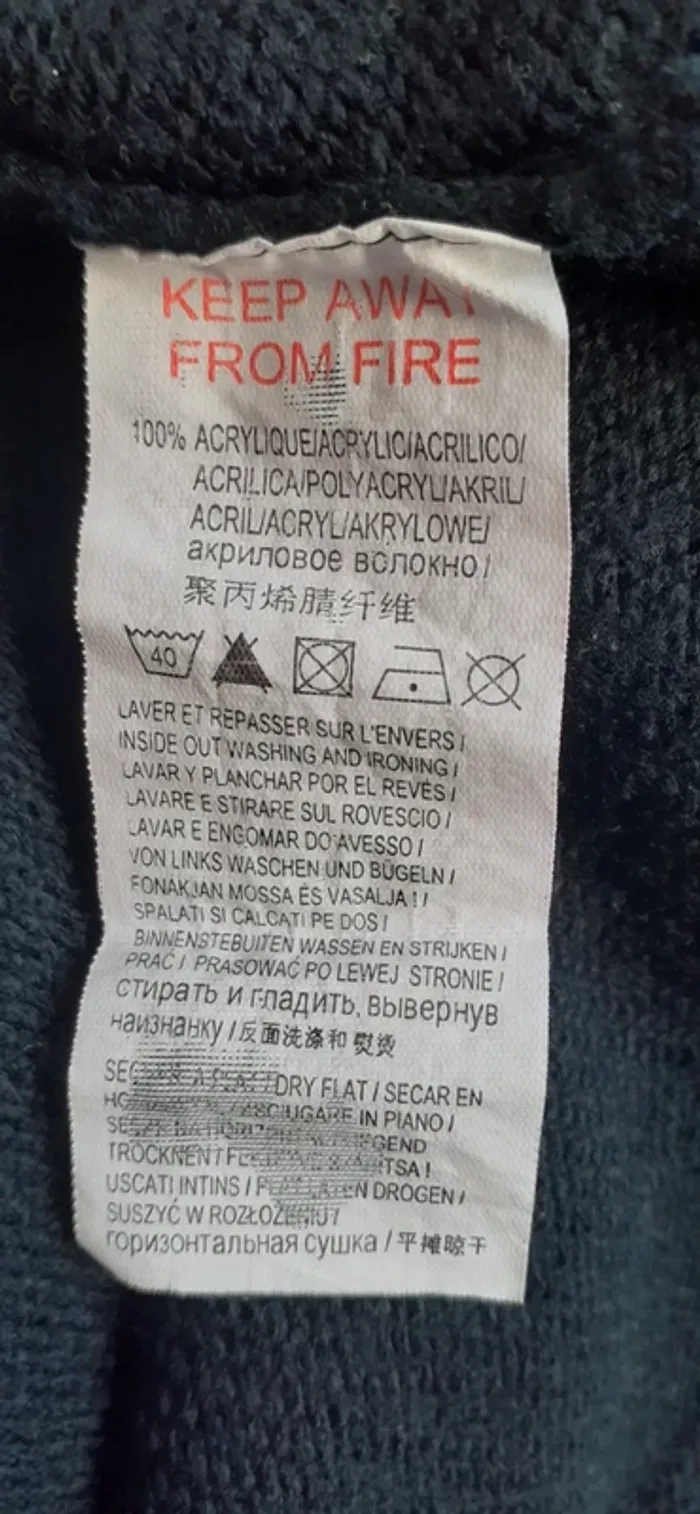 KEEP AWAY
FROM FIRE
100% ACRYLIQUE/ACRYLIC/ACRILICO/
ACRILICA/POLYACRYL/AKRIL/
ACRIL/ACRYL/AKRYLOWE/
акриловое волокно/
聚丙烯腈纤维
40
LAVER ET REPASSER SUR L'ENVERS /
INSIDE OUT WASHING AND IRONING /
LAVAR Y PLANCHAR POR EL REVÉS /
LAVARE E STIRARE SUL ROVESCIO /
LAVAR E ENGOMAR DO AVESSO /
VON LINKS WASCHEN UND BÜGELN /
FONÁKJÁN MOSSA ÉS VASALJA ! /
SPALATI SI CALCATI PE DOS /
BINNENSTEBUITEN WASSEN EN STRIJKEN /
PRAĆ I PRASOWAĆ PO LEWEJ STRONIE /
стирать и гладить, вывернув
наизнанку / 反面洗涤和 熨烫
DRY FLAT / SECAR EN
IN PIANO /
TROCKNEN
USCATI INTINS / DROGEN /
SUSZYĆ W
горизонтальная сушка / 平摊晾干